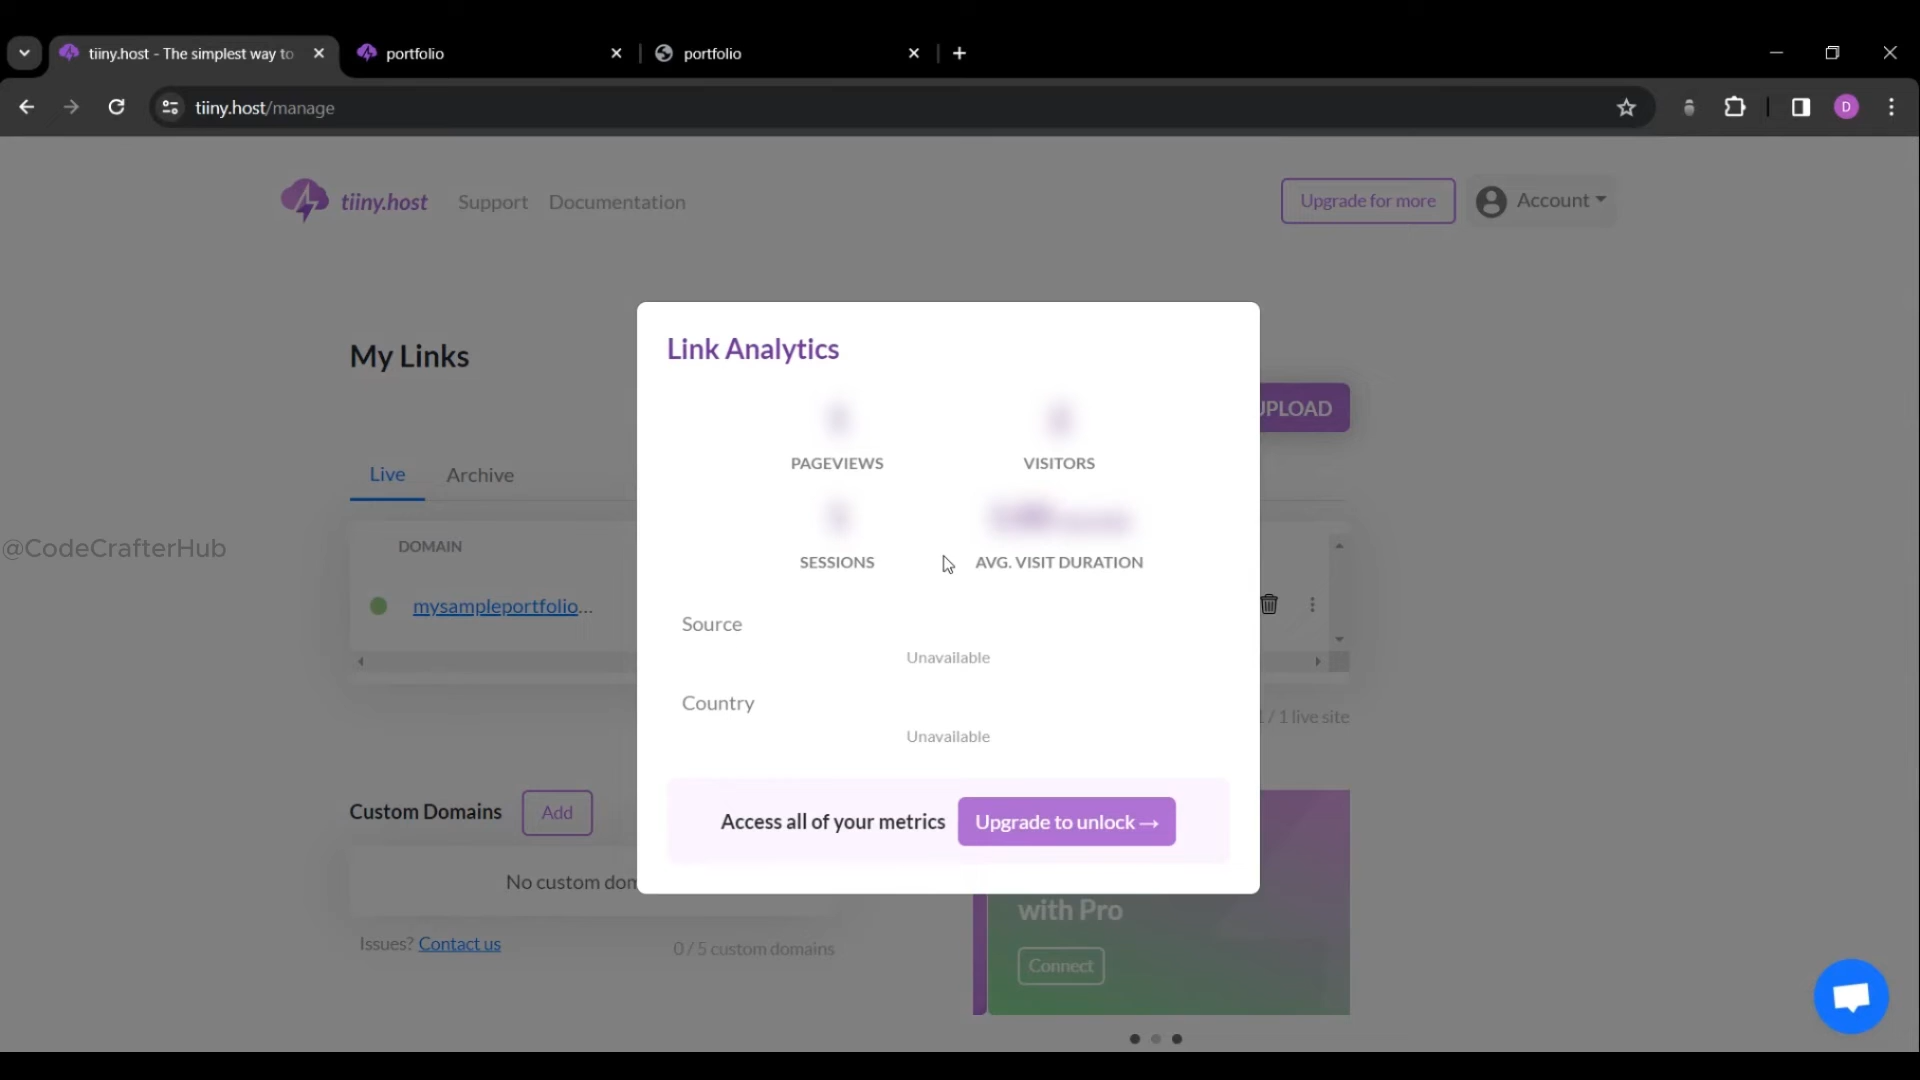 tiiny.host - The simplest way to
portfolio
portfolio
tiiny.host/manage
D
tiiny.host
Support
Documentation
Upgrade for more
Account
My Links
UPLOAD
Live
Archive
DOMAIN
mysampleportfolio...
Link Analytics
PAGEVIEWS
VISITORS
SESSIONS
AVG. VISIT DURATION
Source
Unavailable
Country
Unavailable
Access all of your metrics
Upgrade to unlock →
@CodeCrafterHub
/ 1 live site
Custom Domains
Add
No custom dom
Issues? Contact us
0 / 5 custom domains
with Pro
Connect